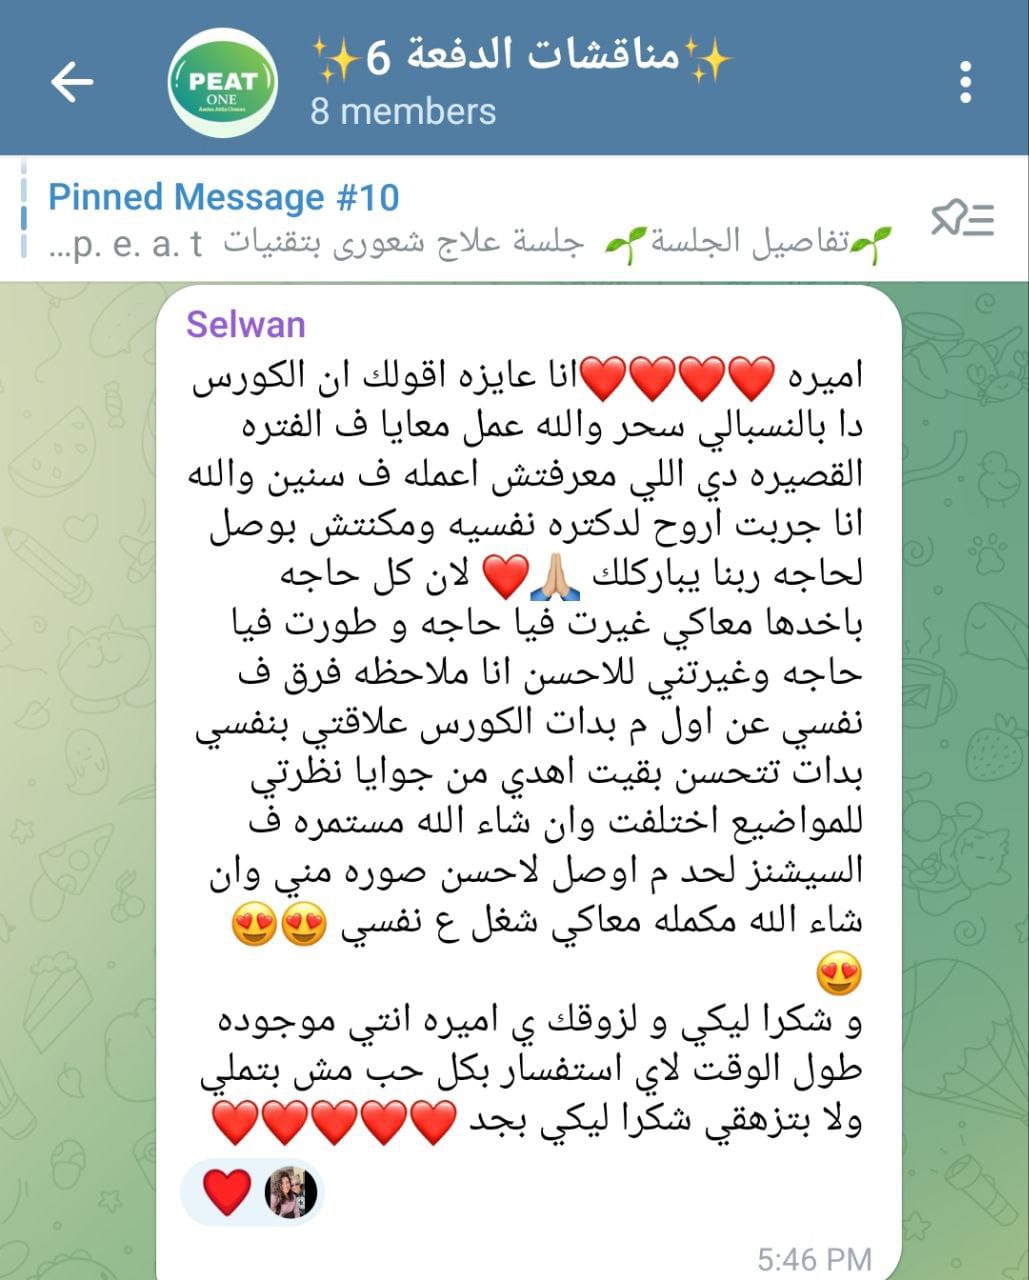 ✨مناقشات الدفعة 6✨
8 members
PEAT
ONE
Pinned Message #10
🌱تفاصيل الجلسة🌱 جلسة علاج شعورى بتقنيات p. e. a. t...
Selwan
اميره ❤️❤️❤️❤️انا عايزه اقولك ان الكورس
دا بالنسبالي سحر والله عمل معايا ف الفتره
القصيره دي اللي معرفتش اعمله ف سنين والله
انا جربت اروح لدكتره نفسيه ومكنتش بوصل
لحاجه ربنا يباركلك 🙏🏼❤️ لان كل حاجه
باخدها معاكي غيرت فيا حاجه و طورت فيا
حاجه وغيرتني للاحسن انا ملاحظه فرق ف
نفسي عن اول م بدات الكورس علاقتي بنفسي
بدات تتحسن بقيت اهدي من جوايا نظرتي
للمواضيع اختلفت وان شاء الله مستمره ف
السيشنز لحد م اوصل لاحسن صوره مني وان
شاء الله مكمله معاكي شغل ع نفسي 😍😍
😍
و شكرا ليكي و لزوقك ي اميره انتي موجوده
طول الوقت لاي استفسار بكل حب مش بتملي
ولا بتزهقي شكرا ليكي بجد ❤️❤️❤️❤️❤️
❤️
5:46 PM